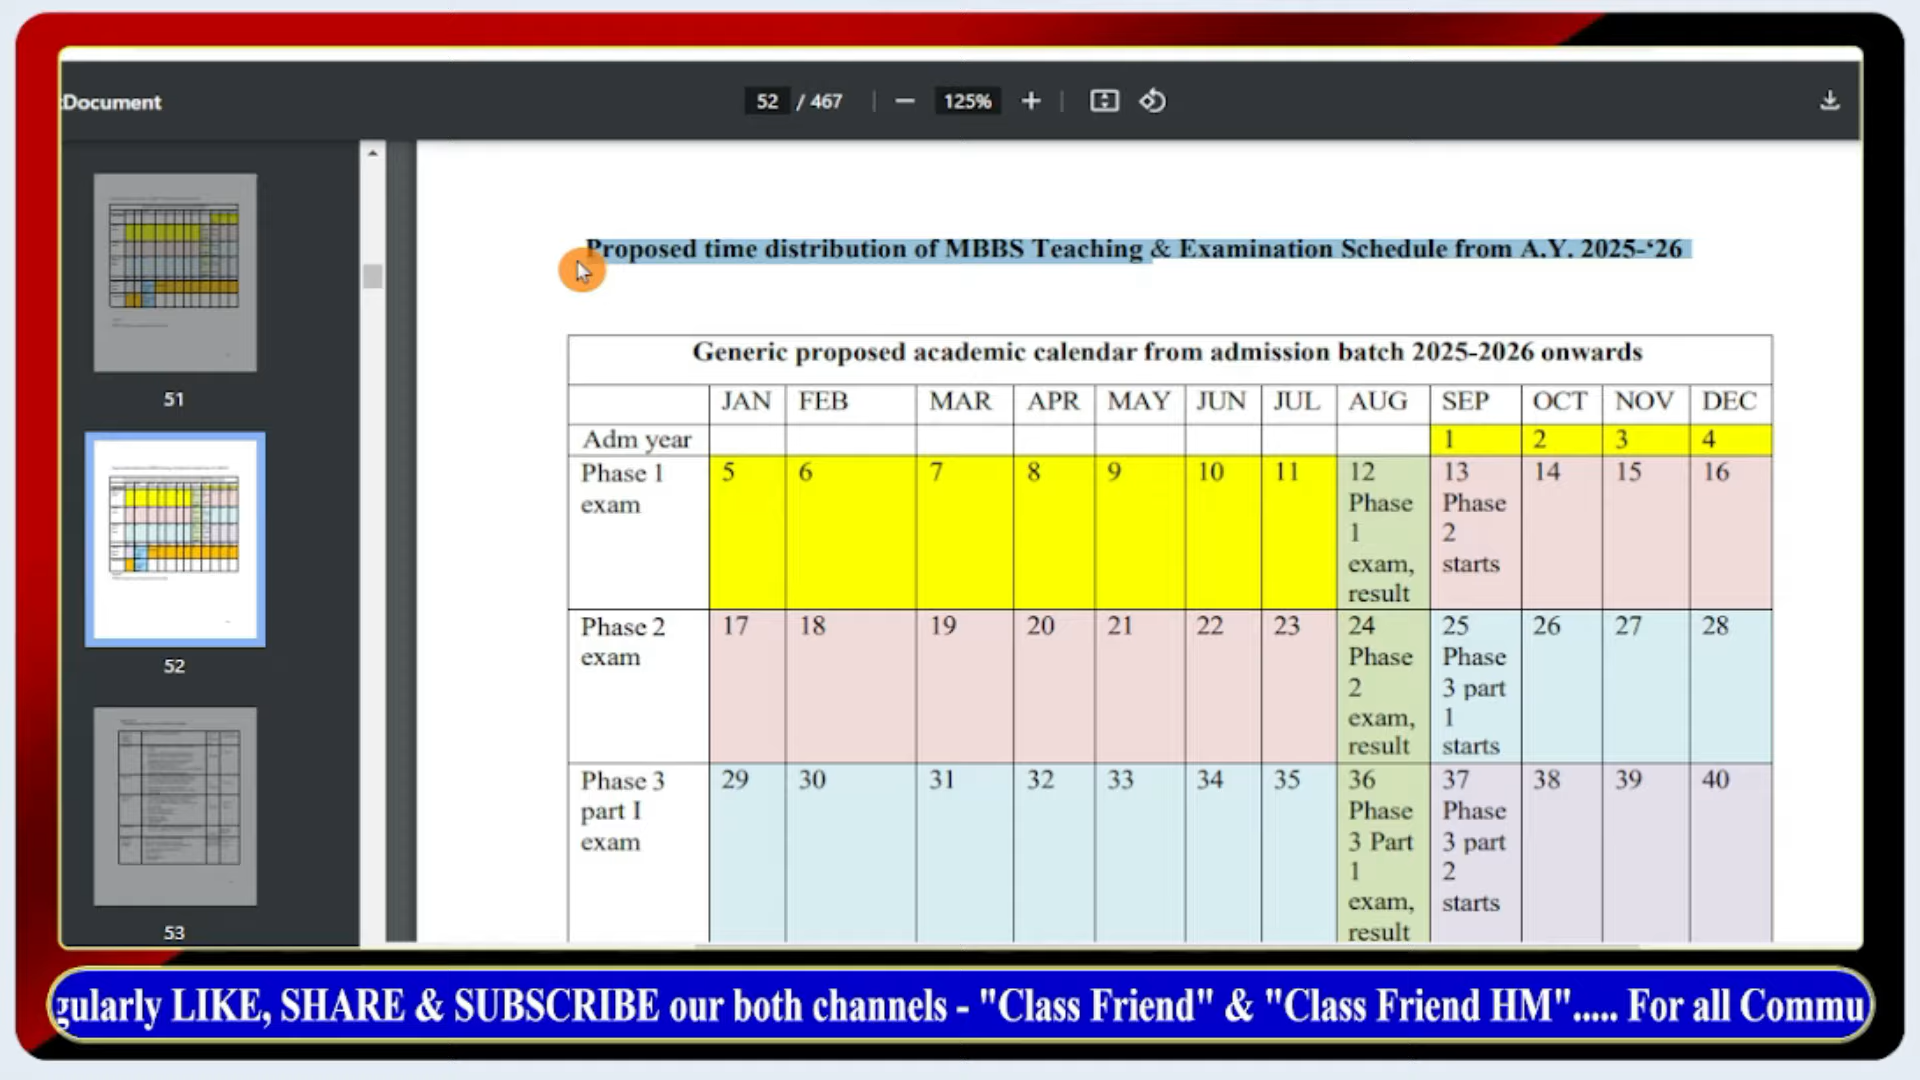 :Document
52 / 467 125%
51
52
53
Proposed time distribution of MBBS Teaching & Examination Schedule from A.Y. 2025-‘26
Generic proposed academic calendar from admission batch 2025-2026 onwards
JAN FEB MAR APR MAY JUN JUL AUG SEP OCT NOV DEC
Adm year 1 2 3 4
Phase 1 exam 5 6 7 8 9 10 11 12 Phase 1 exam, result 13 Phase 2 starts 14 15 16
Phase 2 exam 17 18 19 20 21 22 23 24 Phase 2 exam, result 25 Phase 3 part 1 starts 26 27 28
Phase 3 part I exam 29 30 31 32 33 34 35 36 Phase 3 Part 1 exam, result 37 Phase 3 part 2 starts 38 39 40
gularly LIKE, SHARE & SUBSCRIBE our both channels - "Class Friend" & "Class Friend HM"..... For all Commu